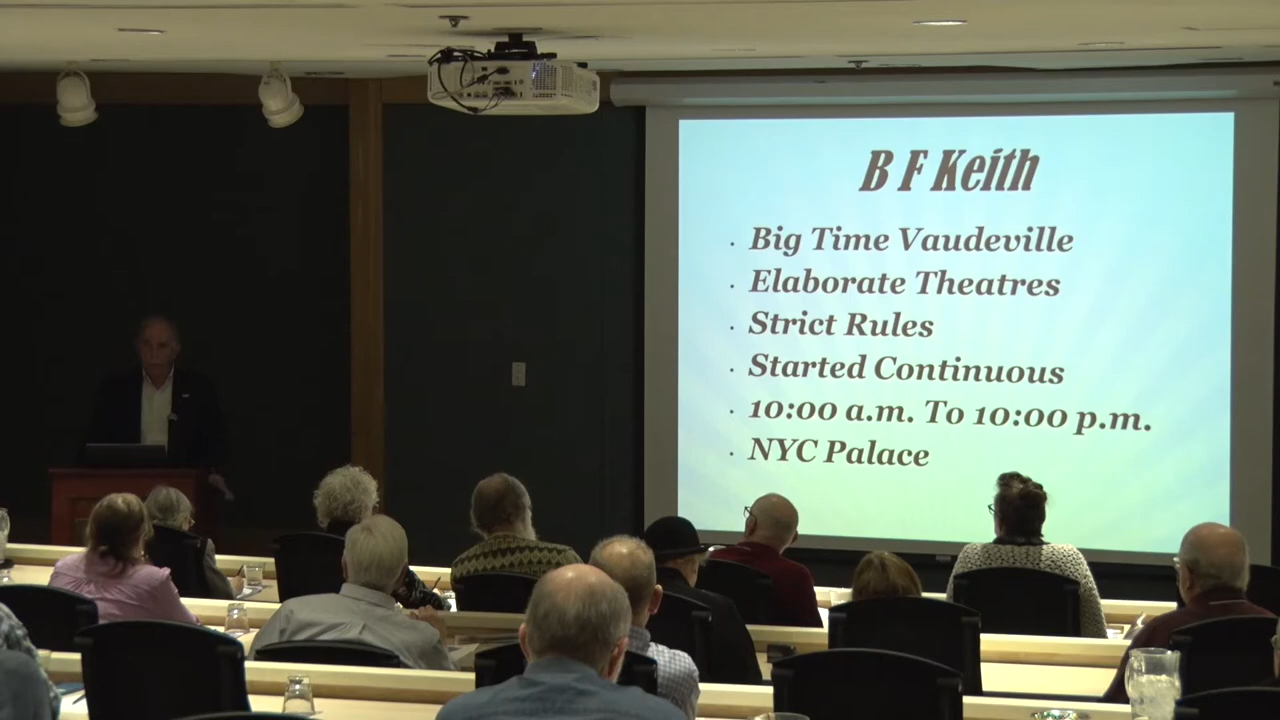 B F Keith
· Big Time Vaudeville
· Elaborate Theatres
· Strict Rules
· Started Continuous
· 10:00 a.m. To 10:00 p.m.
· NYC Palace